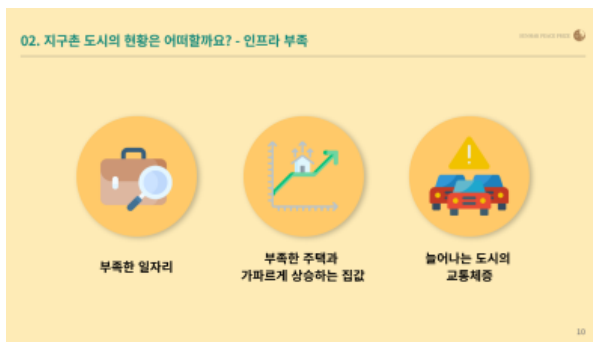 02. 지구촌 도시의 현황은 어떠할까요? - 인프라 부족
부족한 일자리
부족한 주택과
가파르게 상승하는 집값
늘어나는 도시의
교통체증
10